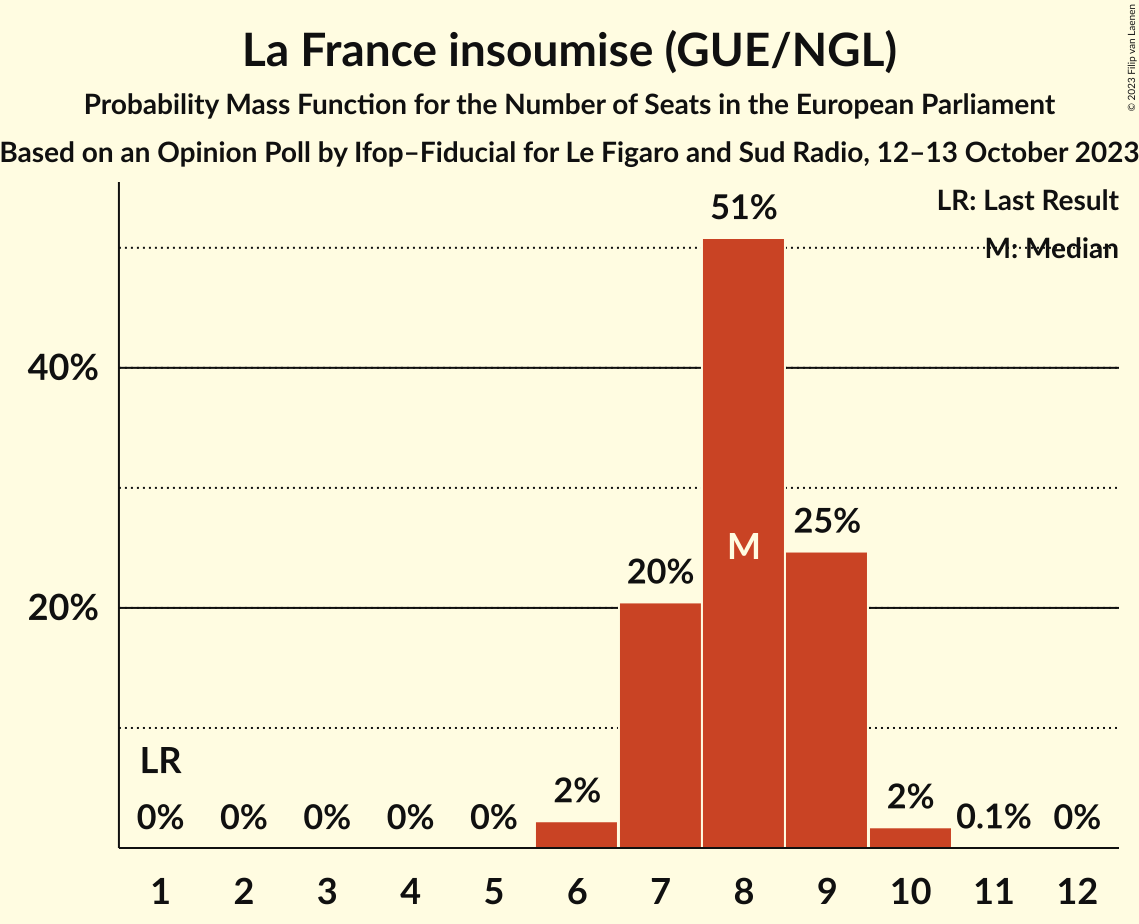 La France insoumise (GUE/NGL)
Probability Mass Function for the Number of Seats in the European Parliament
Based on an Opinion Poll by Ifop–Fiducial for Le Figaro and Sud Radio, 12–13 October 2023
© 2023 Filip van Laenen
LR: Last Result
M: Median
51%
40%
25%
M
20%
20%
LR
0% 0% 0% 0% 0% 2% 2% 0.1% 0%
1 2 3 4 5 6 7 8 9 10 11 12